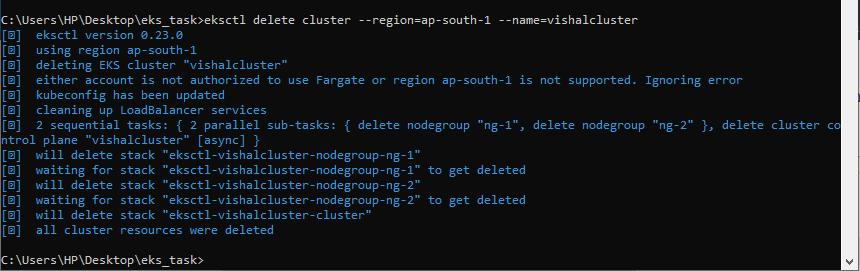 C:\Users\HP\Desktop\eks_task>eksctl delete cluster --region=ap-south-1 --name=vishalcluster
[?] eksctl version 0.23.0
[?] using region ap-south-1
[?] deleting EKS cluster "vishalcluster"
[?] either account is not authorized to use Fargate or region ap-south-1 is not supported. Ignoring error
[?] kubeconfig has been updated
[?] cleaning up LoadBalancer services
[?] 2 sequential tasks: { 2 parallel sub-tasks: { delete nodegroup "ng-1", delete nodegroup "ng-2" }, delete cluster co
ntrol plane "vishalcluster" [async] }
[?] will delete stack "eksctl-vishalcluster-nodegroup-ng-1"
[?] waiting for stack "eksctl-vishalcluster-nodegroup-ng-1" to get deleted
[?] will delete stack "eksctl-vishalcluster-nodegroup-ng-2"
[?] waiting for stack "eksctl-vishalcluster-nodegroup-ng-2" to get deleted
[?] will delete stack "eksctl-vishalcluster-cluster"
[?] all cluster resources were deleted
C:\Users\HP\Desktop\eks_task>